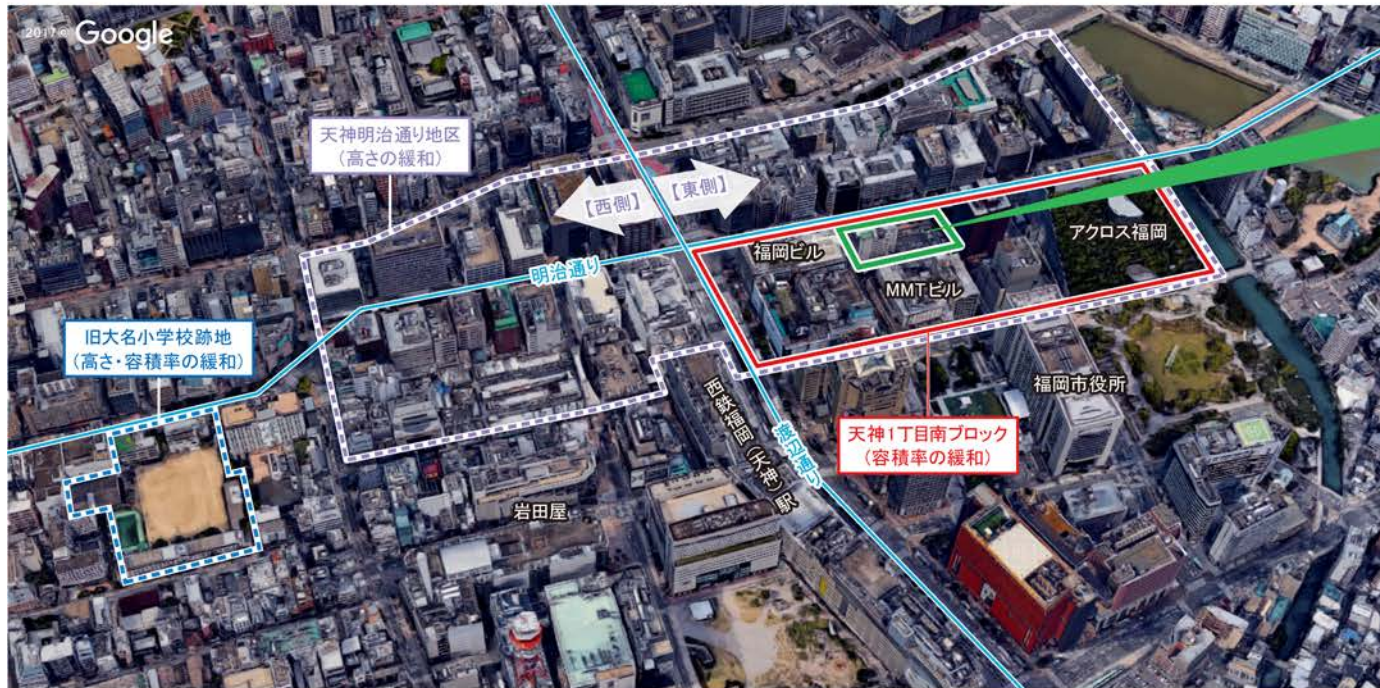 2017 © Google
天神明治通り地区
(高さの緩和)
【西側】
【東側】
明治通り
福岡ビル
MMTビル
アクロス福岡
旧大名小学校跡地
(高さ・容積率の緩和)
西鉄福岡(天神)駅
渡辺通り
福岡市役所
天神1丁目南ブロック
(容積率の緩和)
岩田屋